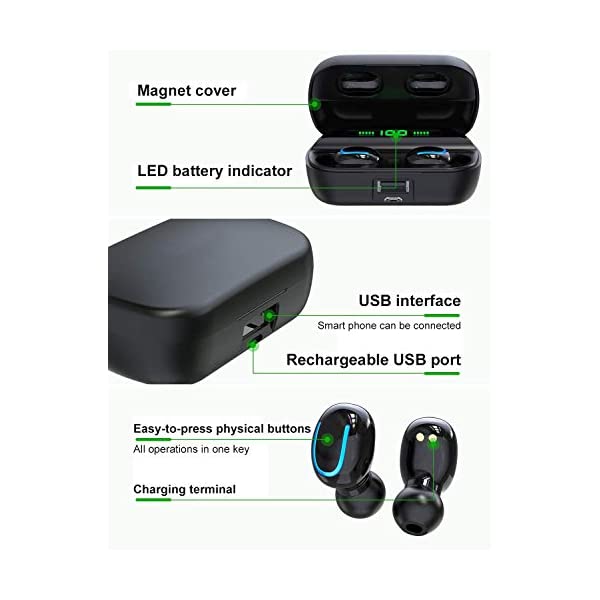 Magnet cover
100
LED battery indicator
USB interface
Smart phone can be connected
Rechargeable USB port
Easy-to-press physical buttons
All operations in one key
Charging terminal